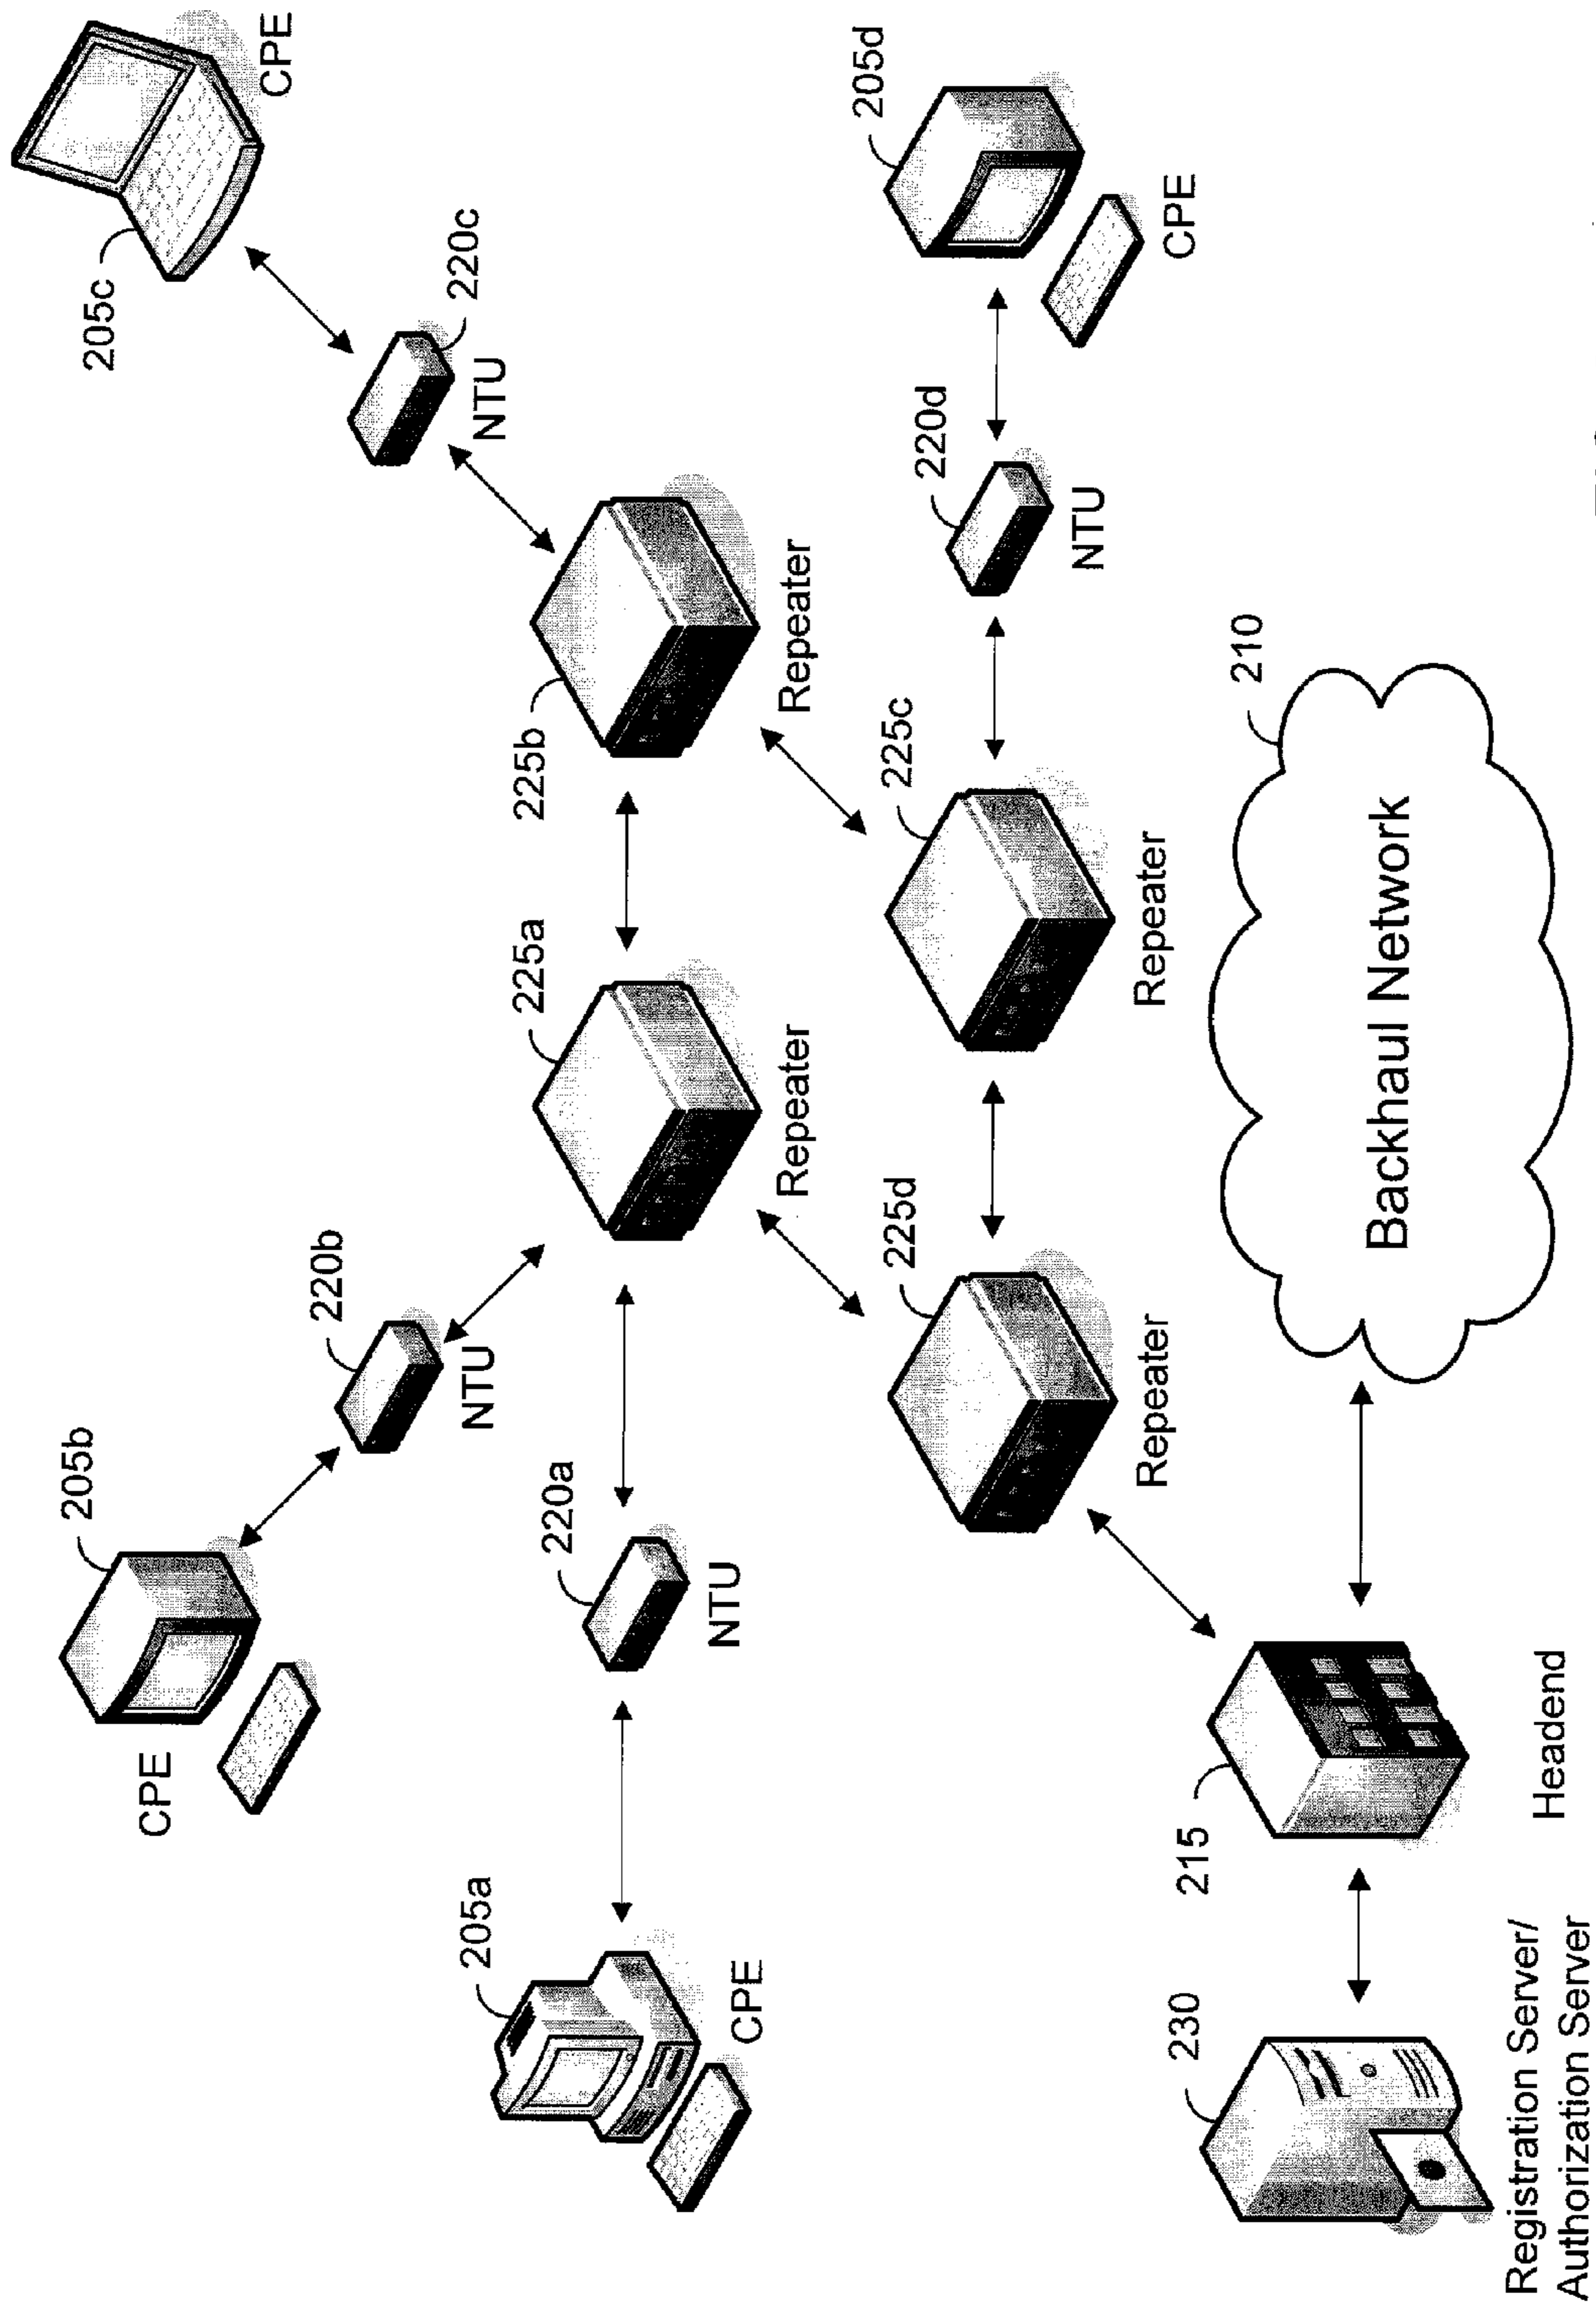 205b
CPE
220b
NTU
205c
CPE
220c
NTU
205a
CPE
220a
NTU
225a
Repeater
225b
Repeater
225d
Repeater
225c
Repeater
220d
NTU
205d
CPE
230
Registration Server/
Authorization Server
215
Headend
210
Backhaul Network